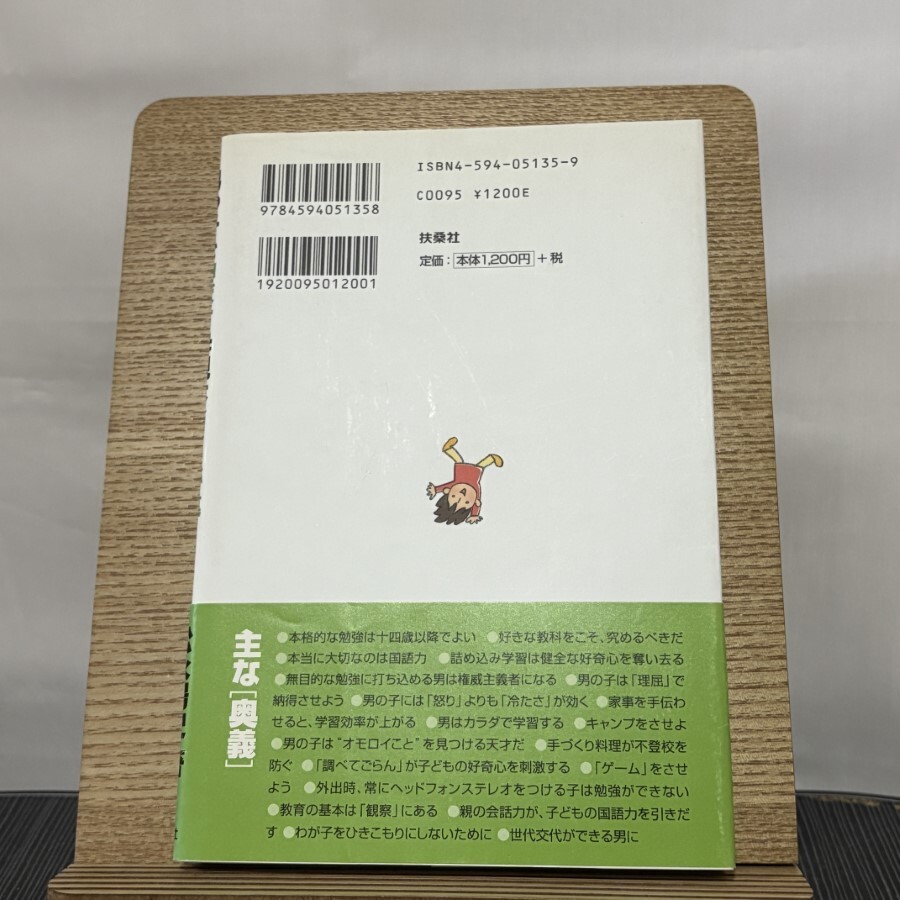 ISBN4-594-05135-9
9784594051358
C0095 ¥1200E
扶桑社
定価:本体1,200円+税
1920095012001
主な[奥義]
●本格的な勉強は十四歳以降でよい ●好きな教科をこそ、究めるべきだ
●本当に大切なのは国語力 ●詰め込み学習は健全な好奇心を奪い去る
●無目的な勉強に打ち込める男は権威主義者になる ●男の子は「理屈」で
納得させよう ●男の子には「怒り」よりも「冷たさ」が効く ●家事を手伝わ
せると、学習効率が上がる ●男はカラダで学習する ●キャンプをさせよ
●男の子は"オモロイこと"を見つける天才だ ●手づくり料理が不登校を
防ぐ ●「調べてごらん」が子どもの好奇心を刺激する ●「ゲーム」をさせ
よう ●外出時、常にヘッドフォンステレオをつける子は勉強ができない
●教育の基本は「観察」にある ●親の会話力が、子どもの国語力を引きだ
す ●わが子をひきこもりにしないために ●世代交代ができる男に